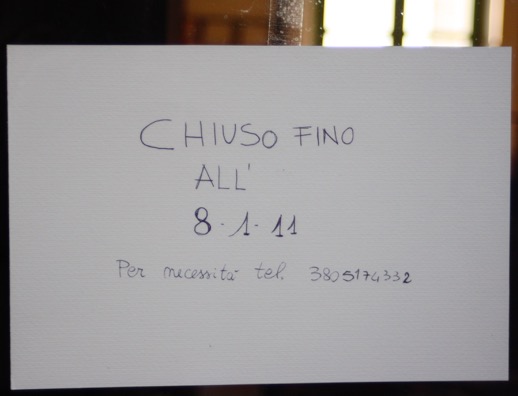 CHIUSO FINO
ALL'
8-1-11
Per necessità tel. 3805174332